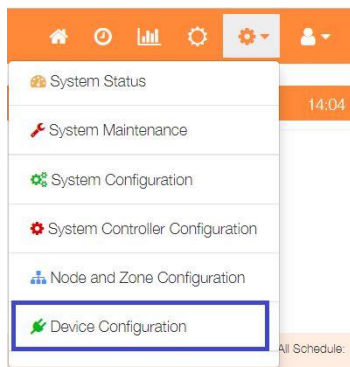 System Status
14:04
System Maintenance
System Configuration
System Controller Configuration
Node and Zone Configuration
Device Configuration
All Schedule: